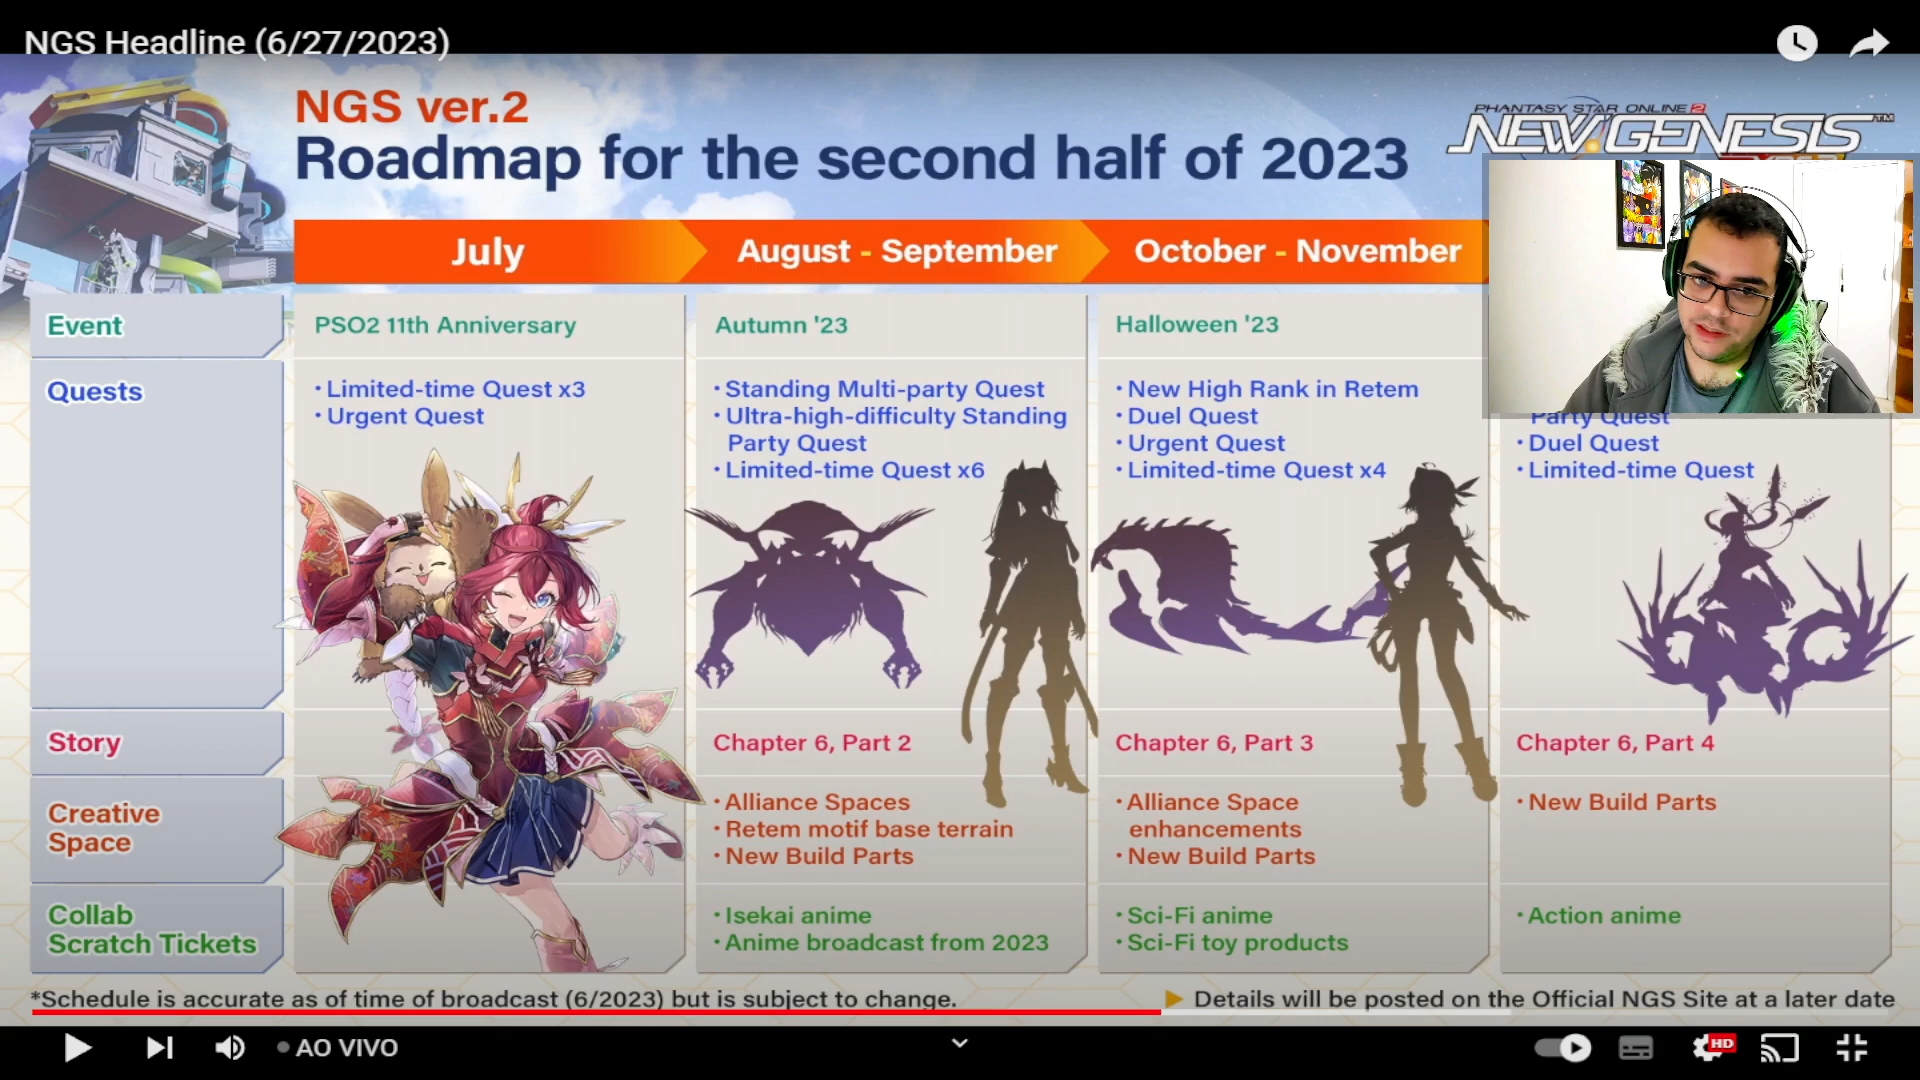 NGS Headline (6/27/2023)
NGS ver.2
Roadmap for the second half of 2023
PHANTASY STAR ONLINE 2
NEW GENESIS™
July
August - September
October - November
Event
PSO2 11th Anniversary
Autumn '23
Halloween '23
Quests
・Limited-time Quest x3
・Urgent Quest
・Standing Multi-party Quest
・Ultra-high-difficulty Standing
Party Quest
・Limited-time Quest x6
・New High Rank in Retem
・Duel Quest
・Urgent Quest
・Limited-time Quest x4
Party Quest
・Duel Quest
・Limited-time Quest
Story
Chapter 6, Part 2
Chapter 6, Part 3
Chapter 6, Part 4
Creative
Space
・Alliance Spaces
・Retem motif base terrain
・New Build Parts
・Alliance Space
enhancements
・New Build Parts
・New Build Parts
Collab
Scratch Tickets
・Isekai anime
・Anime broadcast from 2023
・Sci-Fi anime
・Sci-Fi toy products
・Action anime
*Schedule is accurate as of time of broadcast (6/2023) but is subject to change.
Details will be posted on the Official NGS Site at a later date
AO VIVO
HD